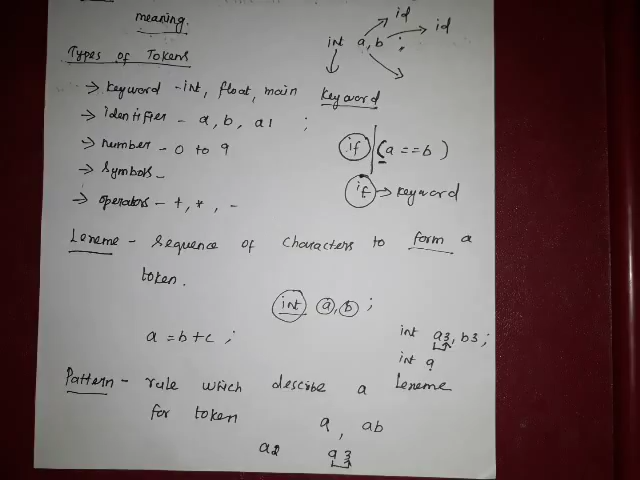 meaning.
id
id
int a, b ;
Types of Tokens
→ keyword - int, float, main
keyword
→ identifier - a, b, a1 ;
→ number - 0 to 9
if (a==b)
→ symbols -
if → keyword
→ operators - +, *, -
Lexeme - sequence of characters to form a
token.
int a, b ;
a = b + c ;
int a3, b3;
int a
Pattern - rule which describe a Lexeme
for token
a, ab
a2 a3